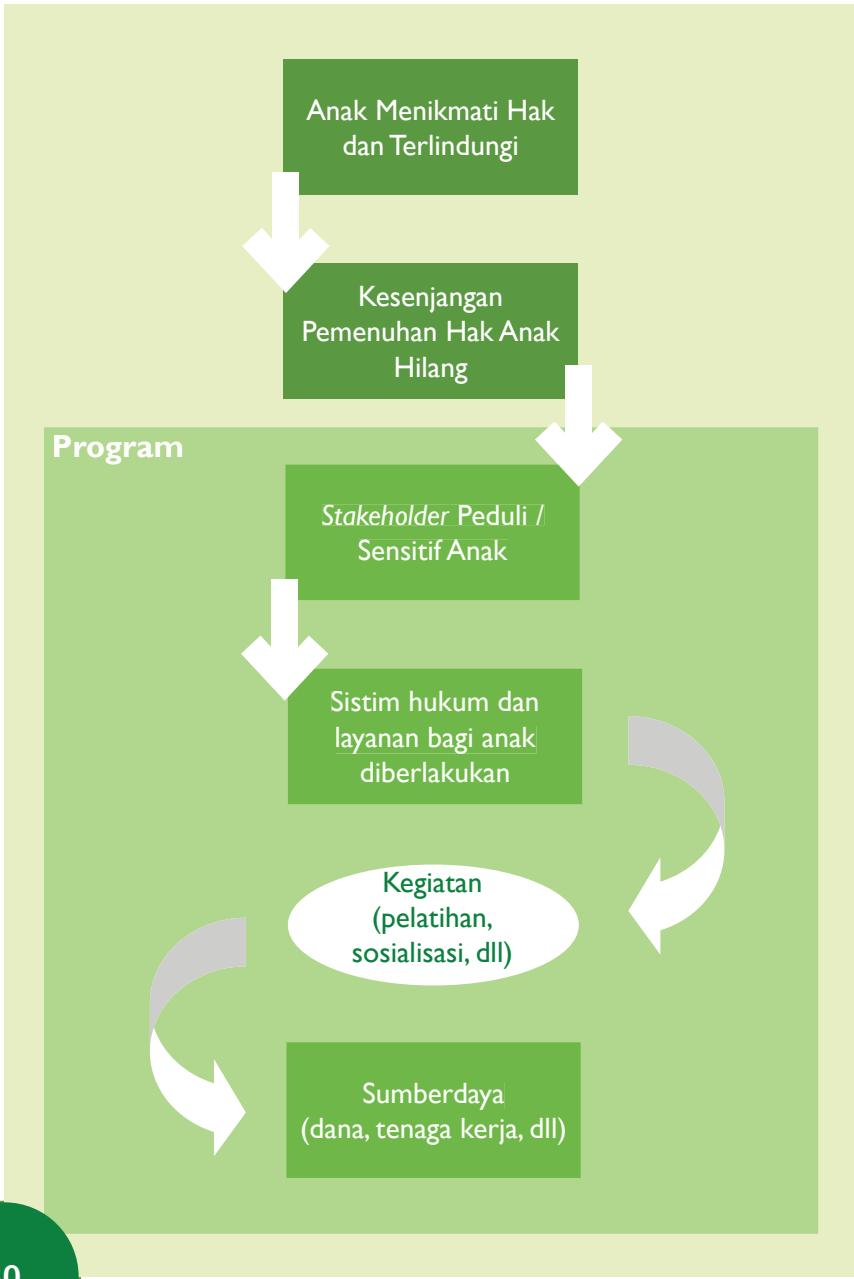 Anak Menikmati Hak
dan Terlindungi
Kesenjangan
Pemenuhan Hak Anak
Hilang
Program
Stakeholder Peduli /
Sensitif Anak
Sistim hukum dan
layanan bagi anak
diberlakukan
Kegiatan
(pelatihan,
sosialisasi, dll)
Sumberdaya
(dana, tenaga kerja, dll)